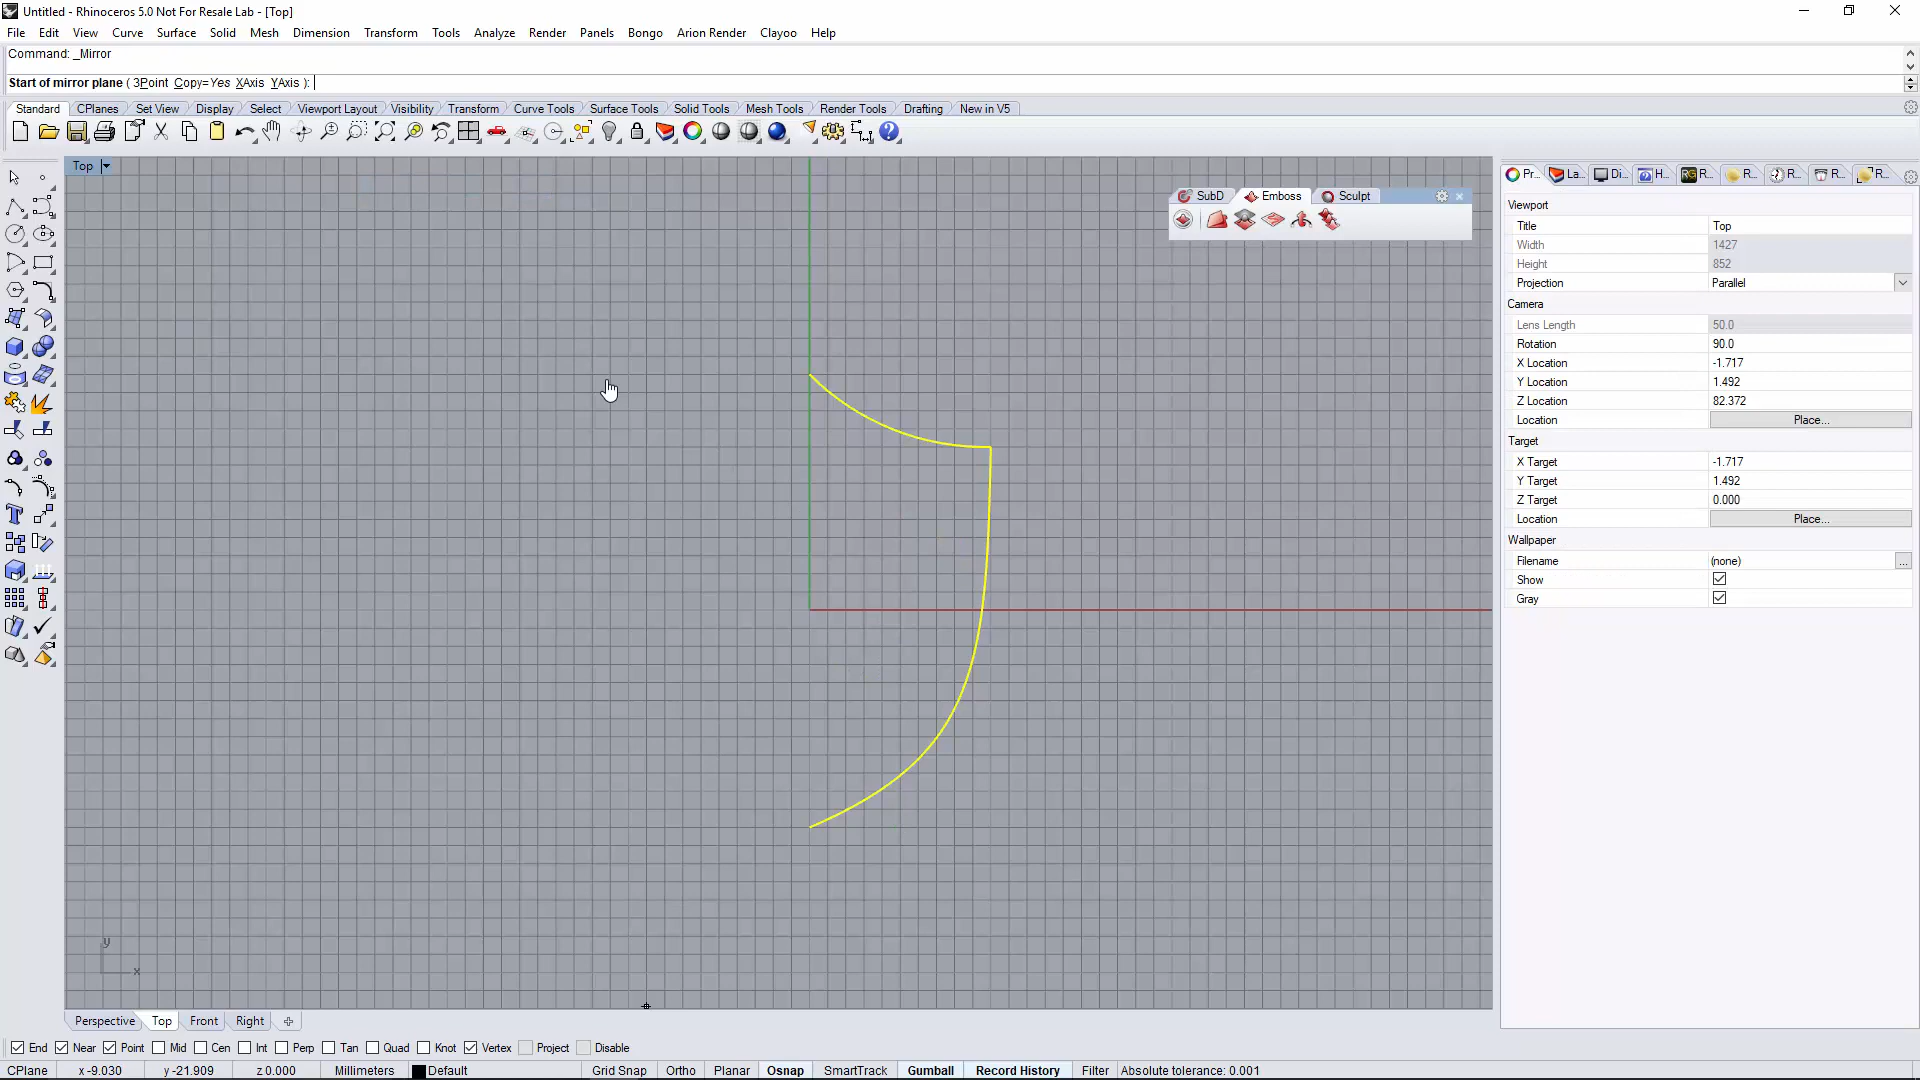 Untitled - Rhinoceros 5.0 Not For Resale Lab - [Top]
File Edit View Curve Surface Solid Mesh Dimension Transform Tools Analyze Render Panels Bongo Arion Render Clayoo Help
Command: _Mirror
Start of mirror plane ( 3Point Copy=Yes XAxis YAxis ):
Standard CPlanes Set View Display Select Viewport Layout Visibility Transform Curve Tools Surface Tools Solid Tools Mesh Tools Render Tools Drafting New in V5
Top
Pr... La... Di... H... R... R... R... R... R...
SubD Emboss Sculpt
Viewport
Title Top
Width 1427
Height 852
Projection Parallel
Camera
Lens Length 50.0
Rotation 90.0
X Location -1.717
Y Location 1.492
Z Location 82.372
Location Place...
Target
X Target -1.717
Y Target 1.492
Z Target 0.000
Location Place...
Wallpaper
Filename (none) ...
Show
Gray
y
x
Perspective Top Front Right
End Near Point Mid Cen Int Perp Tan Quad Knot Vertex Project Disable
CPlane x -9.030 y -21.909 z 0.000 Millimeters Default Grid Snap Ortho Planar Osnap SmartTrack Gumball Record History Filter Absolute tolerance: 0.001